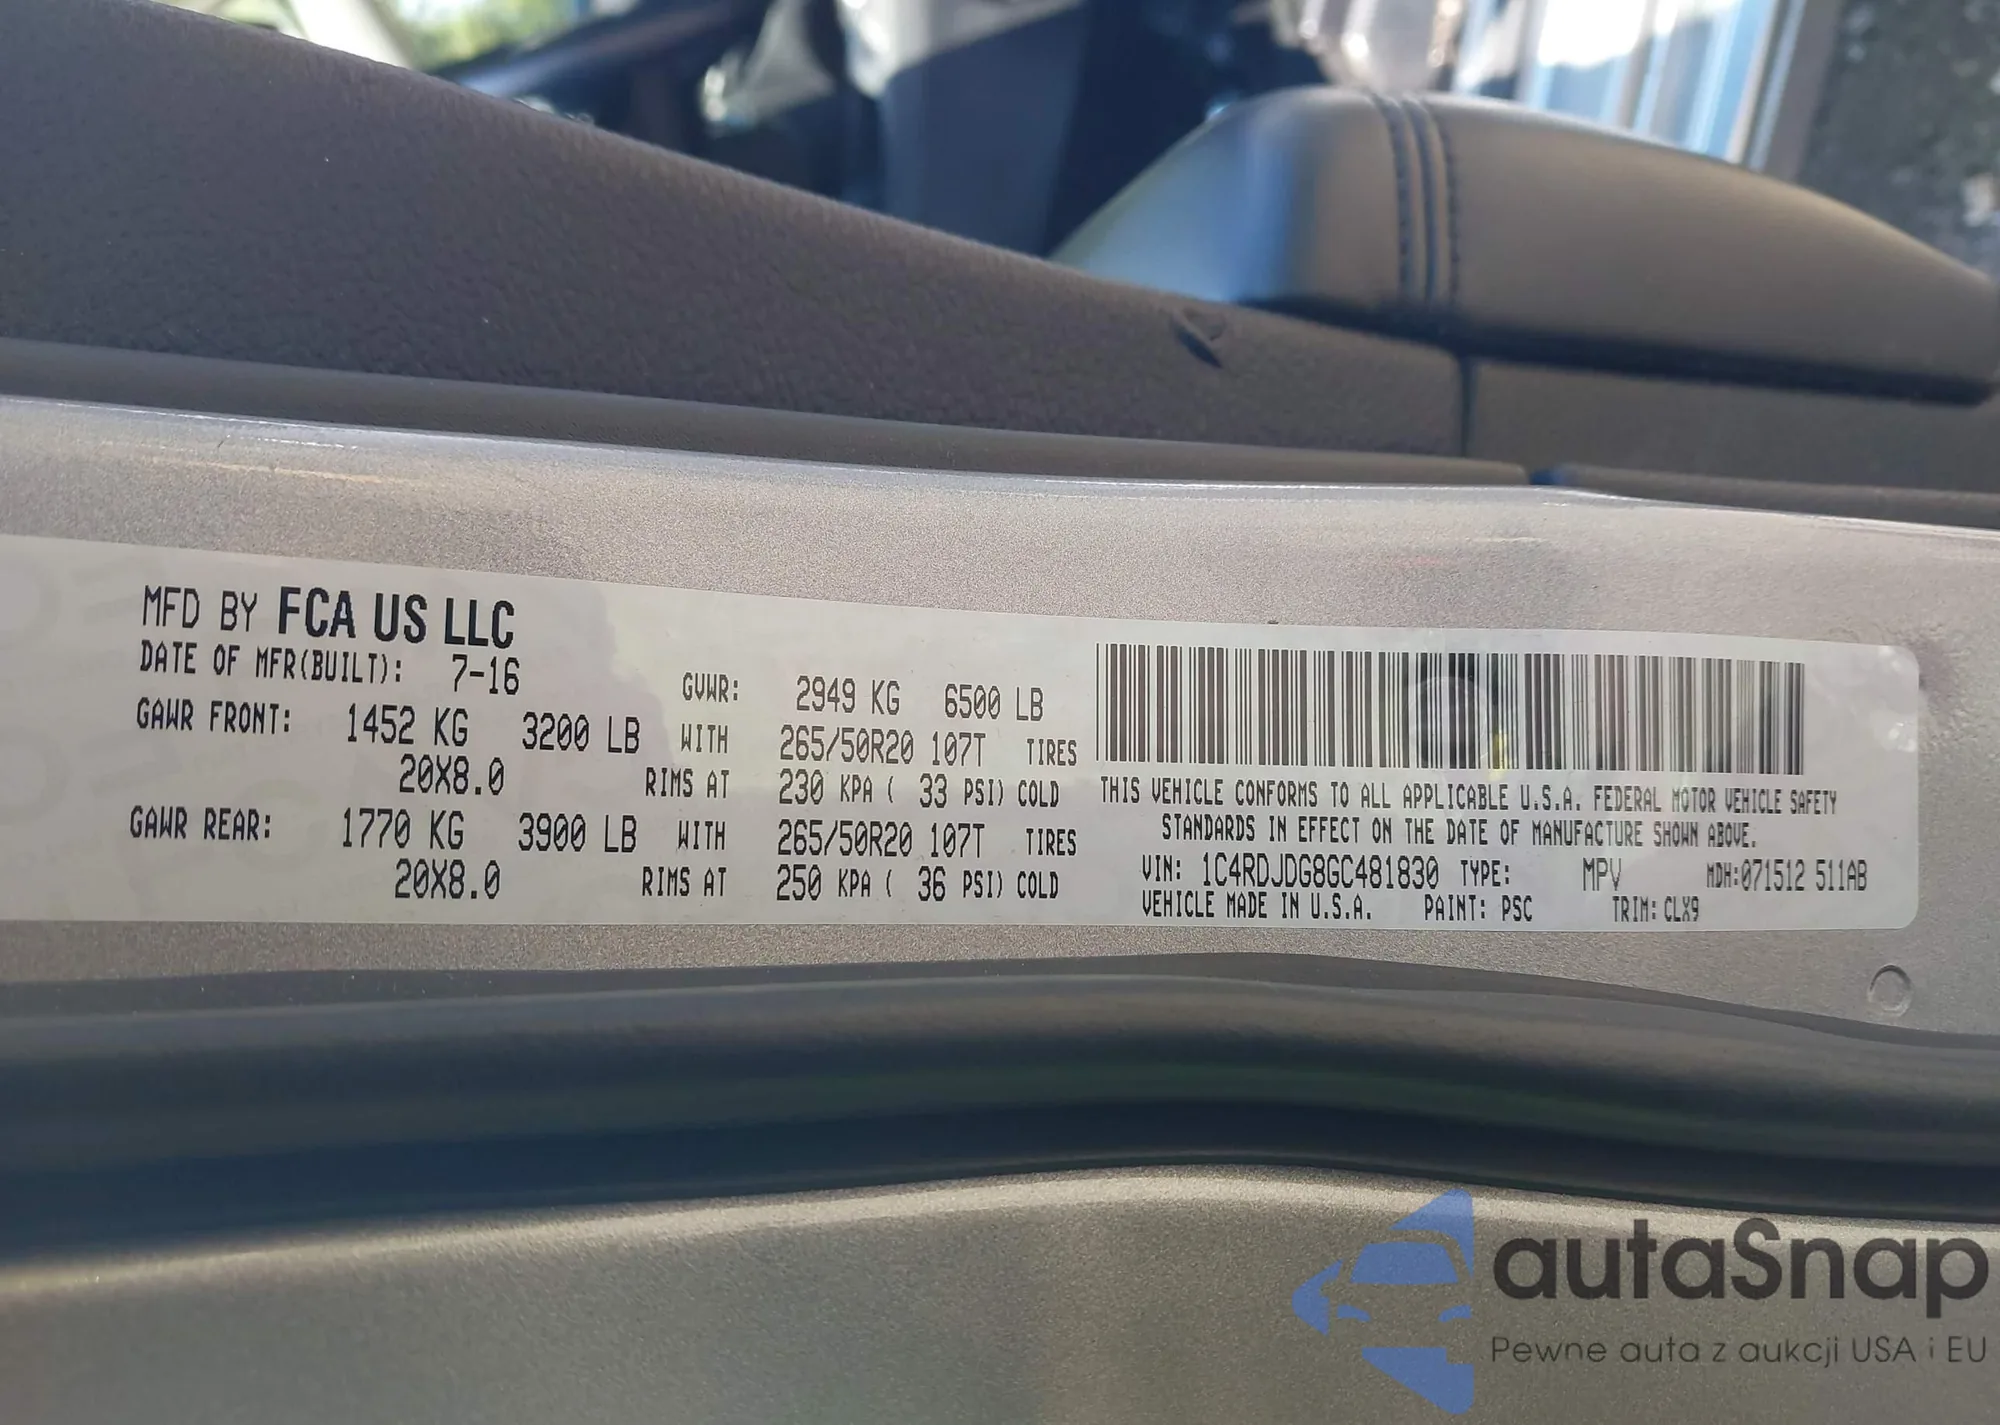 MFD BY FCA US LLC
DATE OF MFR(BUILT): 7-16 GVWR: 2949 KG 6500 LB
GAWR FRONT: 1452 KG 3200 LB WITH 265/50R20 107T TIRES
20X8.0 RIMS AT 230 KPA ( 33 PSI) COLD
GAWR REAR: 1770 KG 3900 LB WITH 265/50R20 107T TIRES
20X8.0 RIMS AT 250 KPA ( 36 PSI) COLD
THIS VEHICLE CONFORMS TO ALL APPLICABLE U.S.A. FEDERAL MOTOR VEHICLE SAFETY
STANDARDS IN EFFECT ON THE DATE OF MANUFACTURE SHOWN ABOVE.
VIN: 1C4RDJDG8GC481830 TYPE: MPV MDH:071512 511AB
VEHICLE MADE IN U.S.A. PAINT: PSC TRIM: CLX9
autaSnap
Pewne auta z aukcji USA i EU